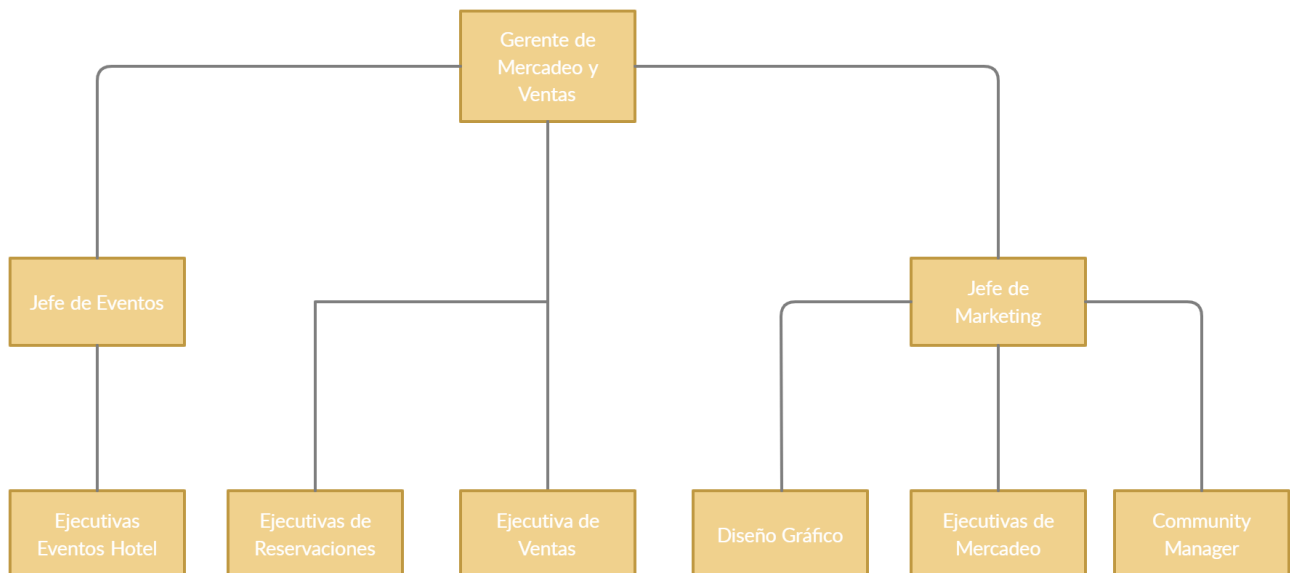 Gerente de
Mercadeo y
Ventas
Jefe de Eventos
Jefe de
Marketing
Ejecutivas
Eventos Hotel
Ejecutivas de
Reservaciones
Ejecutiva de
Ventas
Diseño Gráfico
Ejecutivas de
Mercadeo
Community
Manager